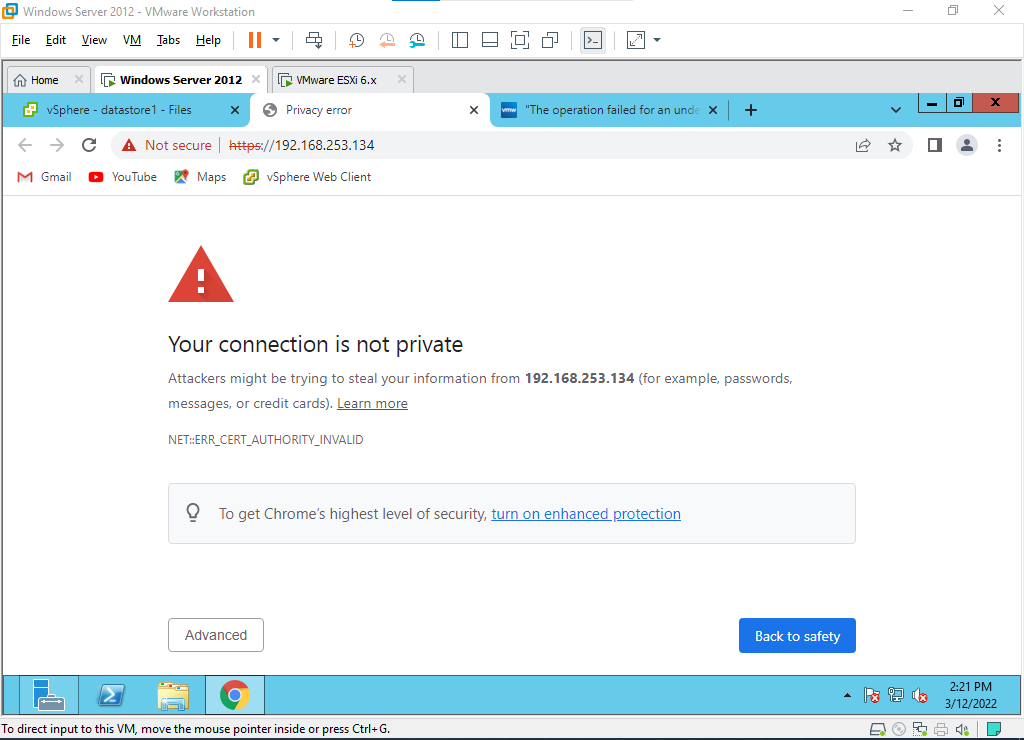 Windows Server 2012 - VMware Workstation
File Edit View VM Tabs Help
Home Windows Server 2012 VMware ESXi 6.x
vSphere - datastore1 - Files Privacy error vmw "The operation failed for an unde
Not secure https://192.168.253.134
Gmail YouTube Maps vSphere Web Client
Your connection is not private
Attackers might be trying to steal your information from 192.168.253.134 (for example, passwords,
messages, or credit cards). Learn more
NET::ERR_CERT_AUTHORITY_INVALID
To get Chrome's highest level of security, turn on enhanced protection
Advanced Back to safety
2:21 PM
3/12/2022
To direct input to this VM, move the mouse pointer inside or press Ctrl+G.